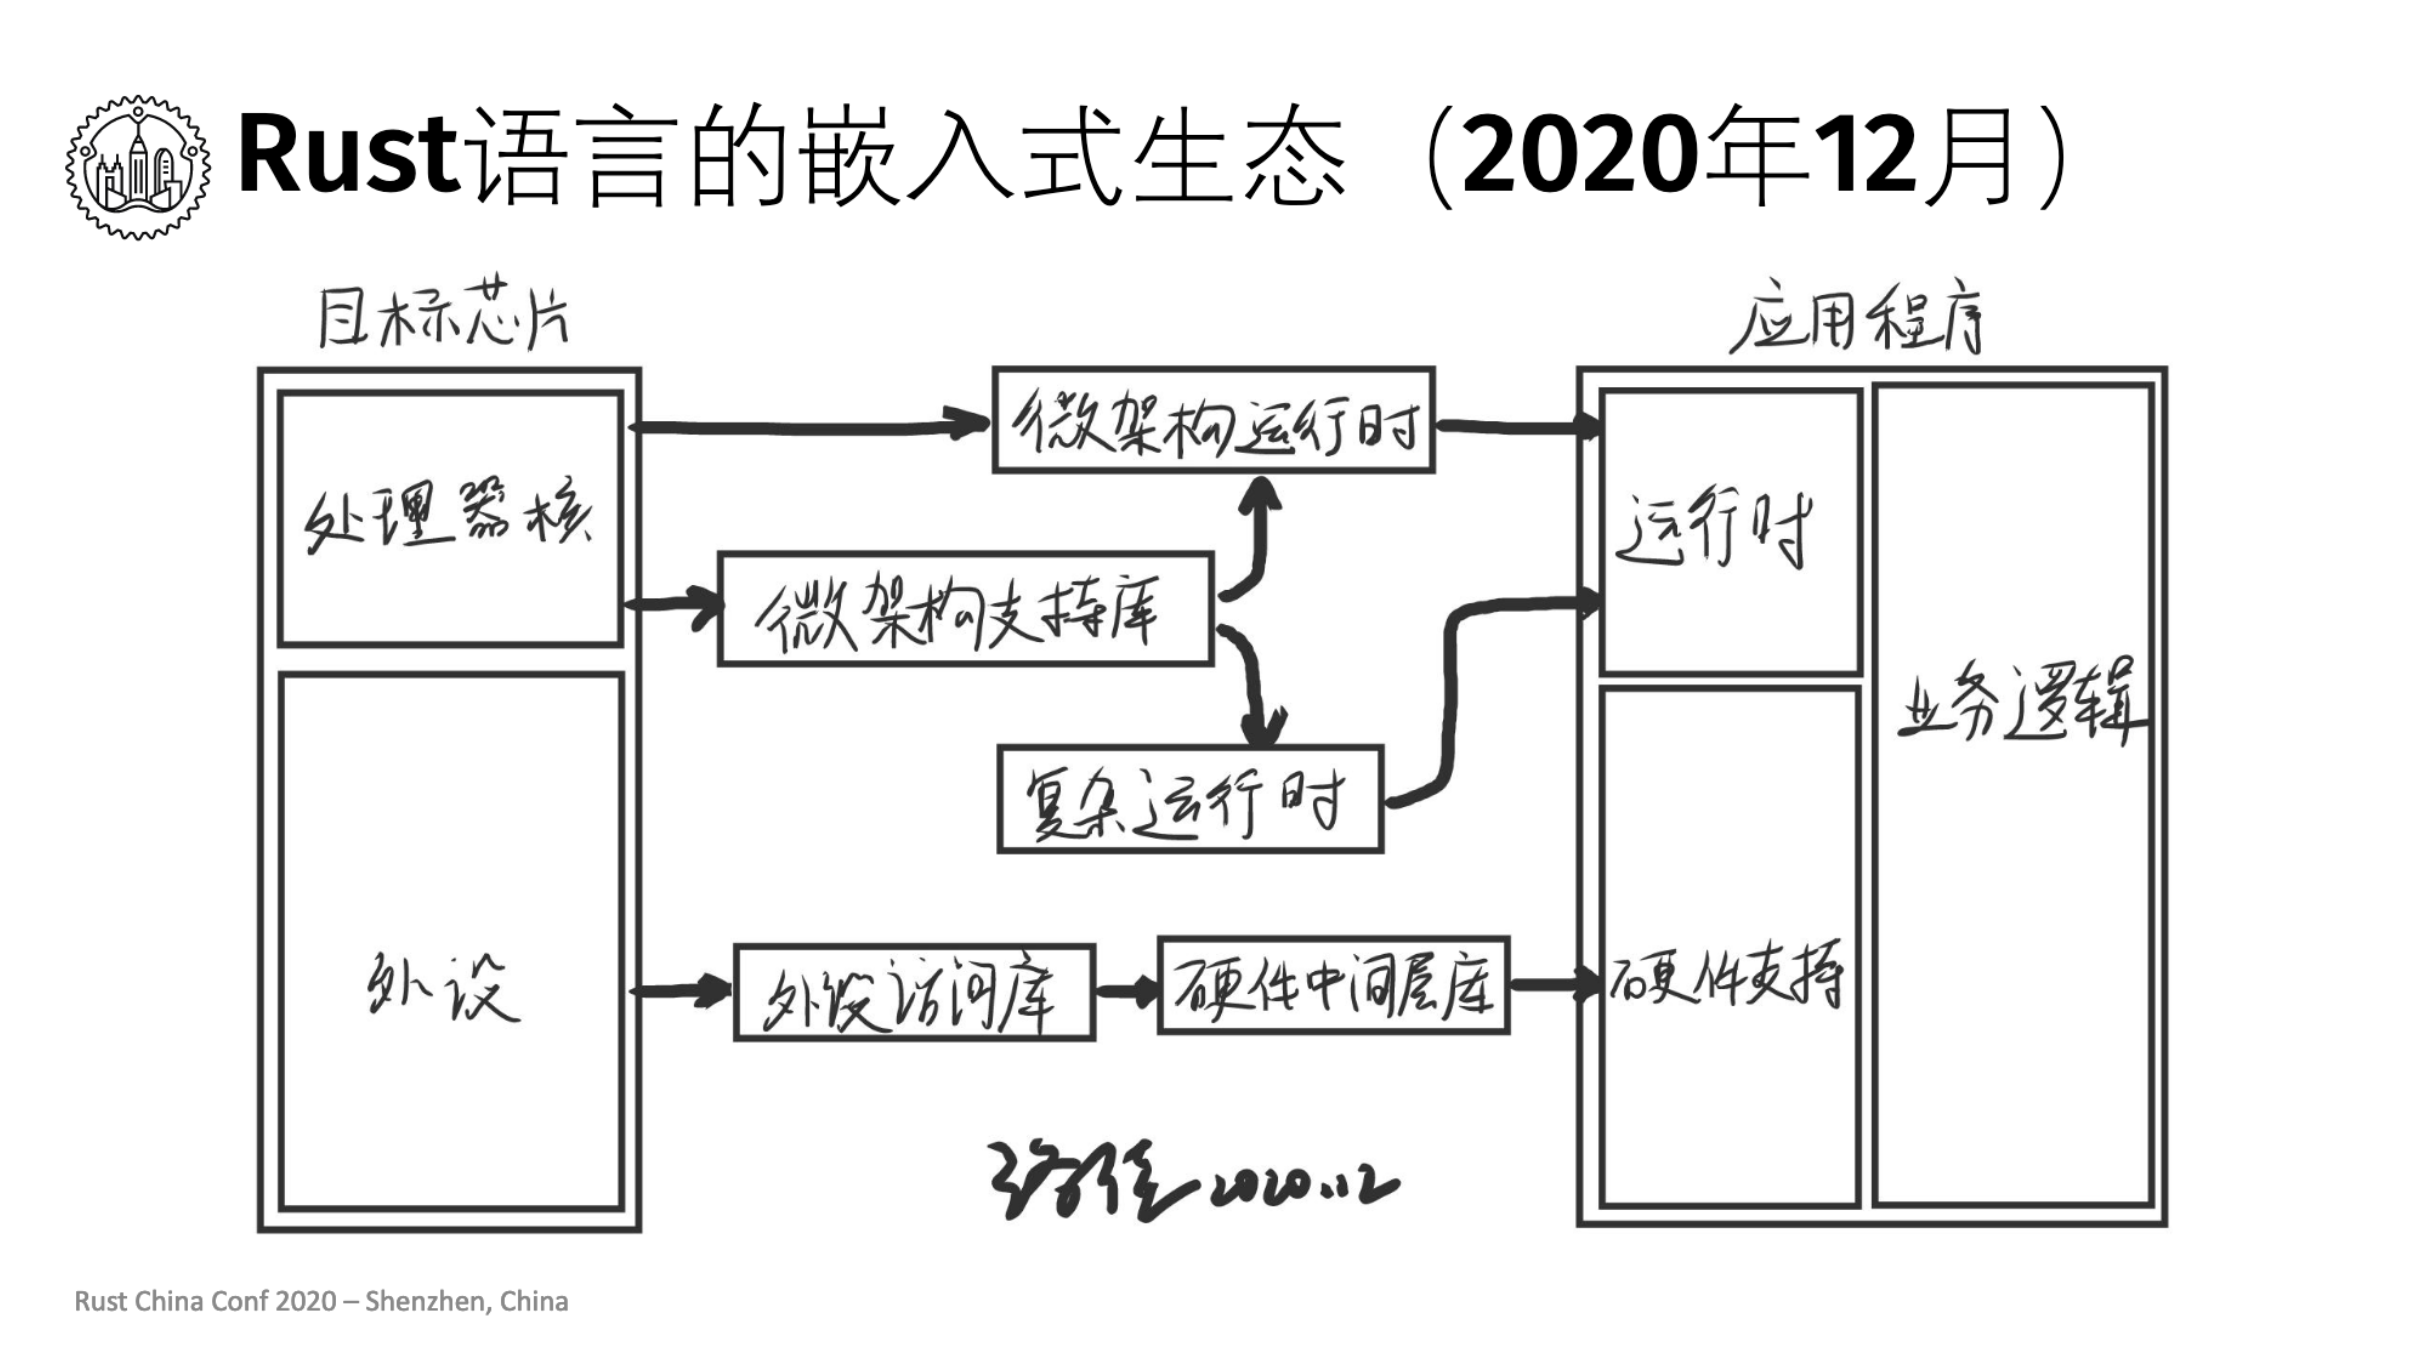 Rust语言的嵌入式生态（2020年12月）
目标芯片
应用程序
处理器核
外设
微架构运行时
微架构支持库
复杂运行时
外设访问库
硬件中间层库
运行时
硬件支持
业务逻辑
2020.12
Rust China Conf 2020 – Shenzhen, China